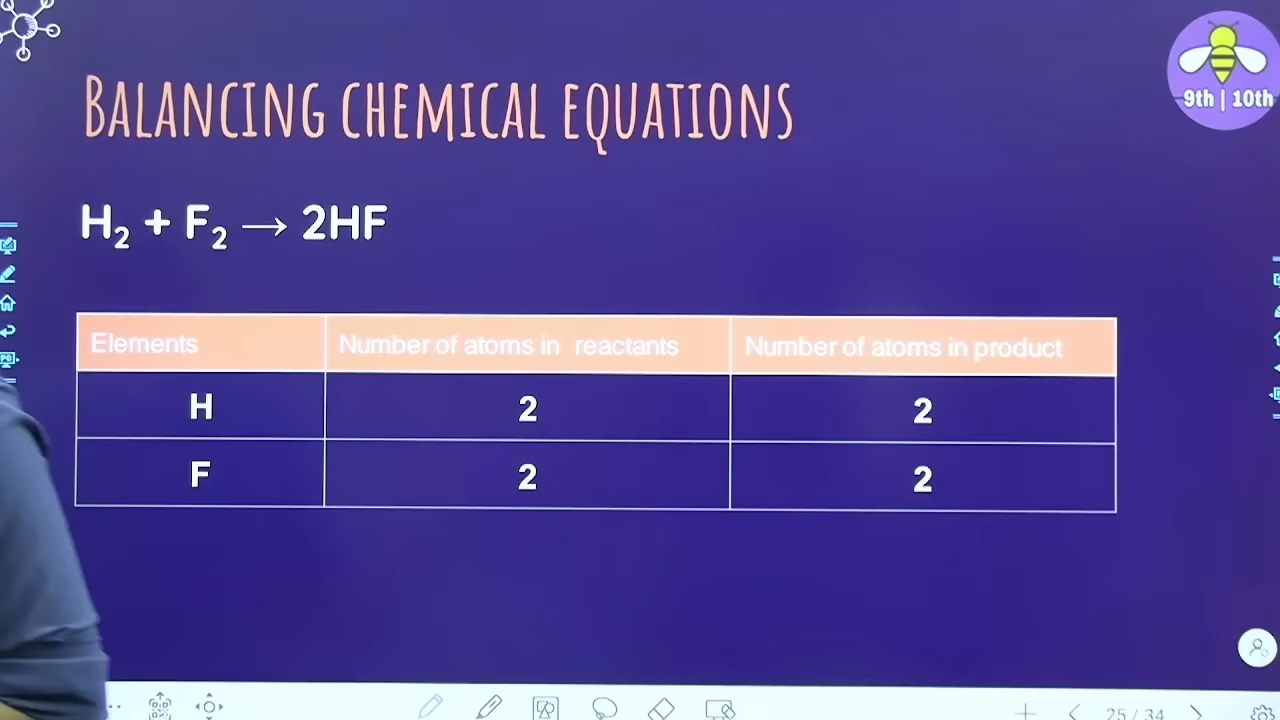 BALANCING CHEMICAL EQUATIONS
9th | 10th
H₂ + F₂ → 2HF
Elements Number of atoms in reactants Number of atoms in product
H 2 2
F 2 2
25 / 34